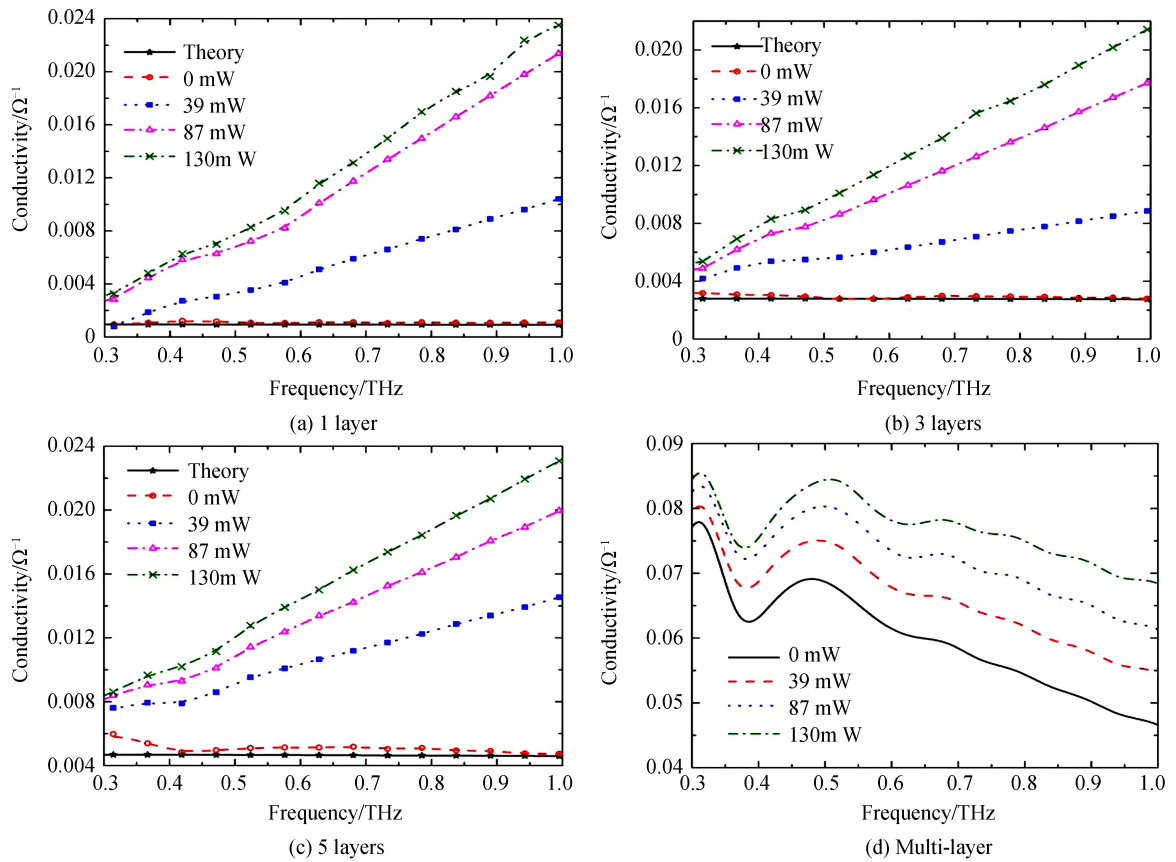 0.024
0.020
0.016
0.012
0.008
0.004
0
Conductivity/Ω⁻¹
Theory
0 mW
39 mW
87 mW
130m W
0.3 0.4 0.5 0.6 0.7 0.8 0.9 1.0
Frequency/THz
(a) 1 layer
0.020
0.016
0.012
0.008
0.004
0
Conductivity/Ω⁻¹
Theory
0 mW
39 mW
87 mW
130m W
0.3 0.4 0.5 0.6 0.7 0.8 0.9 1.0
Frequency/THz
(b) 3 layers
0.024
0.020
0.016
0.012
0.008
0.004
Conductivity/Ω⁻¹
Theory
0 mW
39 mW
87 mW
130m W
0.3 0.4 0.5 0.6 0.7 0.8 0.9 1.0
Frequency/THz
(c) 5 layers
0.09
0.08
0.07
0.06
0.05
0.04
Conductivity/Ω⁻¹
0 mW
39 mW
87 mW
130m W
0.3 0.4 0.5 0.6 0.7 0.8 0.9 1.0
Frequency/THz
(d) Multi-layer